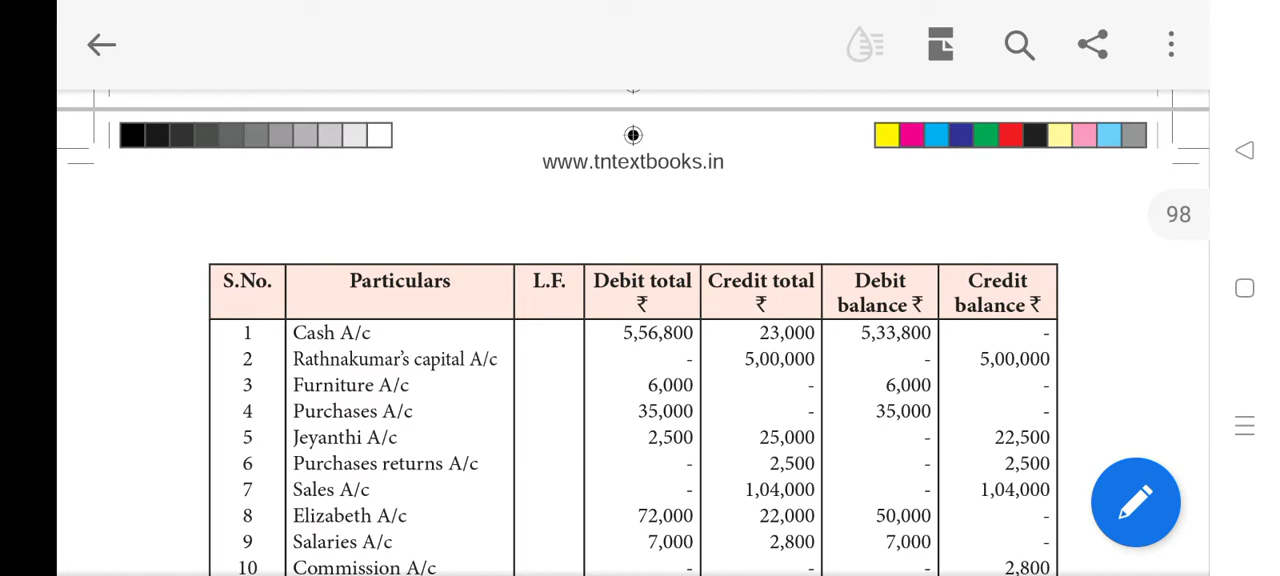 www.tntextbooks.in
98
S.No. Particulars L.F. Debit total ₹ Credit total ₹ Debit balance ₹ Credit balance ₹
1 Cash A/c 5,56,800 23,000 5,33,800 -
2 Rathnakumar’s capital A/c - 5,00,000 - 5,00,000
3 Furniture A/c 6,000 - 6,000 -
4 Purchases A/c 35,000 - 35,000 -
5 Jeyanthi A/c 2,500 25,000 - 22,500
6 Purchases returns A/c - 2,500 - 2,500
7 Sales A/c - 1,04,000 - 1,04,000
8 Elizabeth A/c 72,000 22,000 50,000 -
9 Salaries A/c 7,000 2,800 7,000 -
10 Commission A/c - - - 2,800